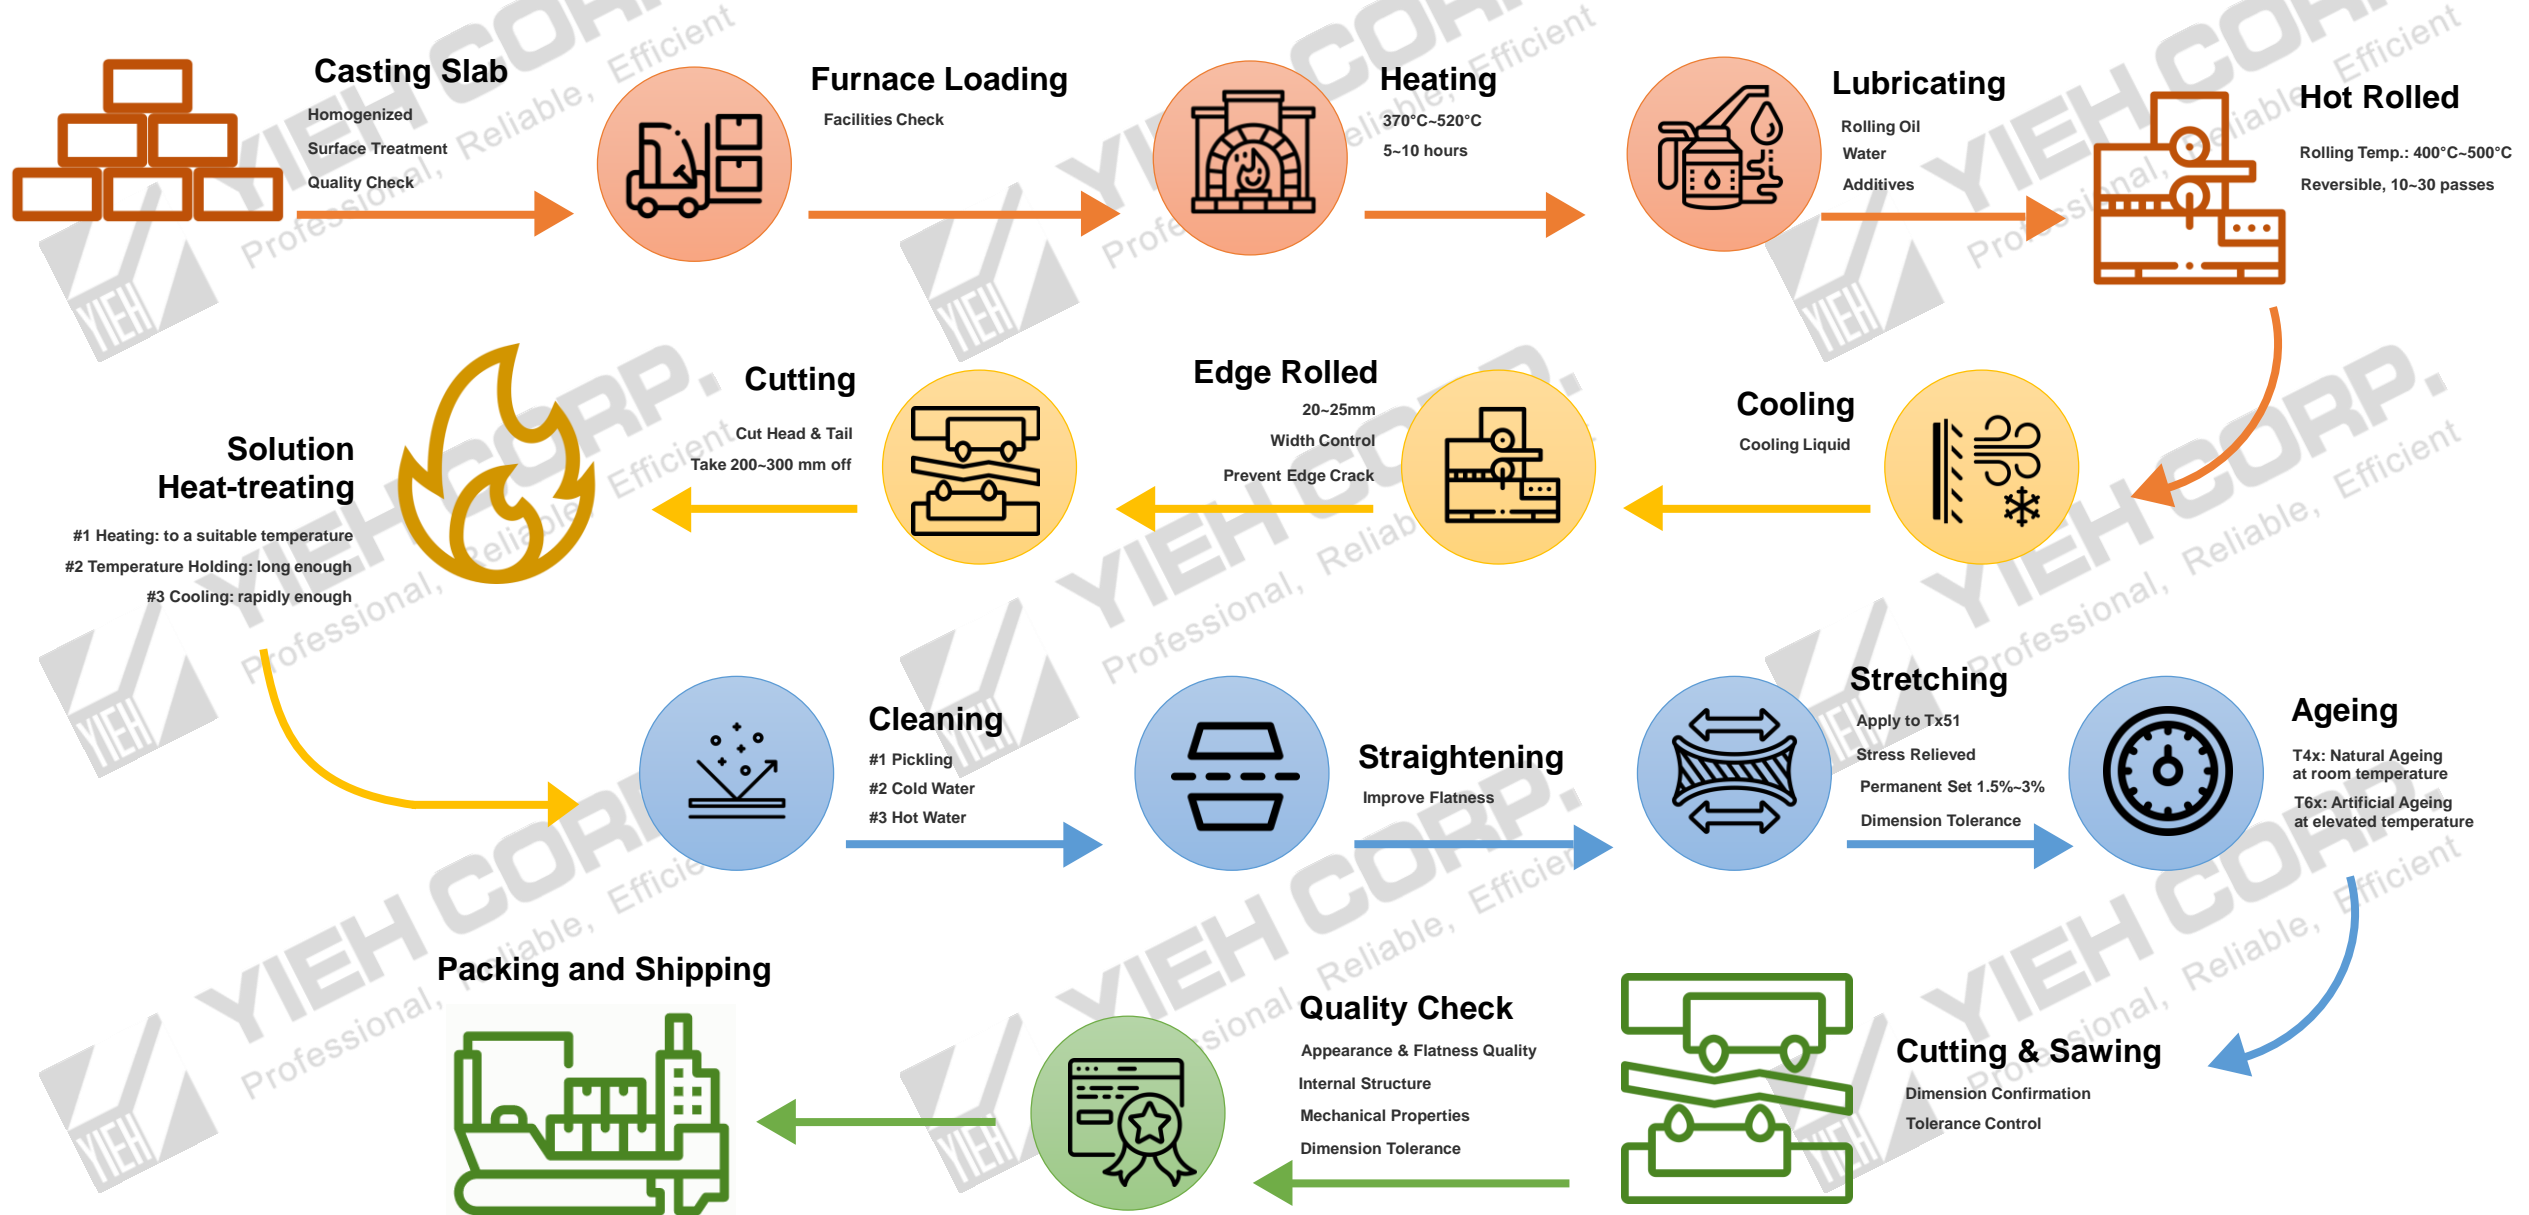 Casting Slab
Homogenized
Surface Treatment
Quality Check
Furnace Loading
Facilities Check
Heating
370°C~520°C
5~10 hours
Lubricating
Rolling Oil
Water
Additives
Hot Rolled
Rolling Temp.: 400°C~500°C
Reversible, 10~30 passes
Cooling
Cooling Liquid
Edge Rolled
20~25mm
Width Control
Prevent Edge Crack
Cutting
Cut Head & Tail
Take 200~300 mm off
Solution
Heat-treating
#1 Heating: to a suitable temperature
#2 Temperature Holding: long enough
#3 Cooling: rapidly enough
Cleaning
#1 Pickling
#2 Cold Water
#3 Hot Water
Straightening
Improve Flatness
Stretching
Apply to Tx51
Stress Relieved
Permanent Set 1.5%~3%
Dimension Tolerance
Ageing
T4x: Natural Ageing
at room temperature
T6x: Artificial Ageing
at elevated temperature
Cutting & Sawing
Dimension Confirmation
Tolerance Control
Quality Check
Appearance & Flatness Quality
Internal Structure
Mechanical Properties
Dimension Tolerance
Packing and Shipping
YIEH CORP.
Professional, Reliable, Efficient
YIEH